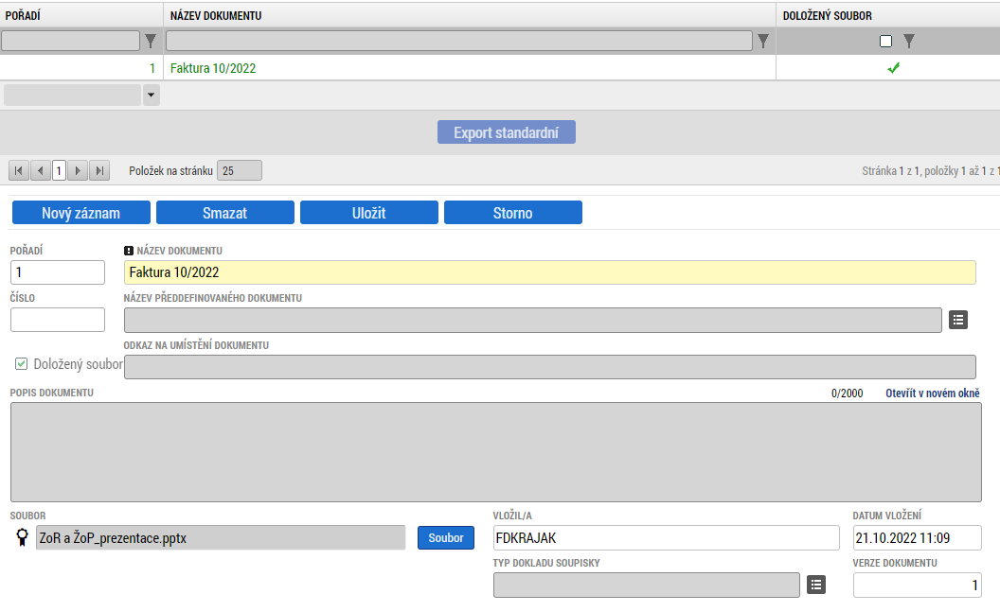 POŘADÍ NÁZEV DOKUMENTU DOLOŽENÝ SOUBOR
1 Faktura 10/2022
Export standardní
1 Položek na stránku 25 Stránka 1 z 1, položky 1 až 1 z 1
Nový záznam Smazat Uložit Storno
POŘADÍ NÁZEV DOKUMENTU
1 Faktura 10/2022
ČÍSLO NÁZEV PŘEDDEFINOVANÉHO DOKUMENTU
ODKAZ NA UMÍSTĚNÍ DOKUMENTU
Doložený soubor
POPIS DOKUMENTU 0/2000 Otevřít v novém okně
SOUBOR VLOŽIL/A DATUM VLOŽENÍ
ZoR a ŽoP_prezentace.pptx Soubor FDKRAJAK 21.10.2022 11:09
TYP DOKLADU SOUPISKY VERZE DOKUMENTU
1